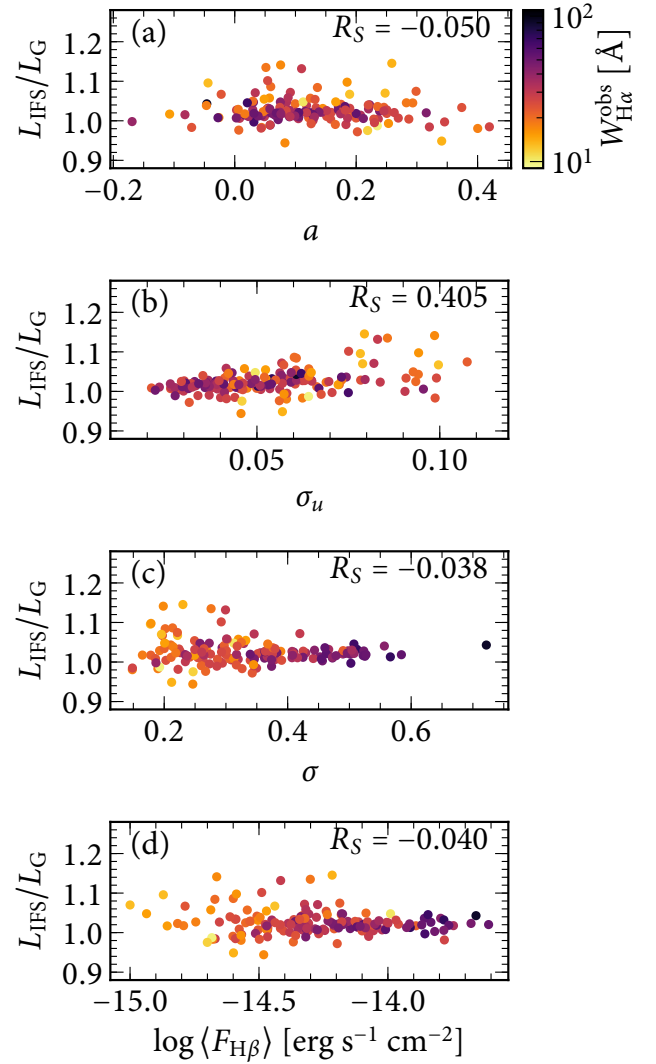 (a) R_S = −0.050
L_IFS/L_G
1.2
1.1
1.0
0.9
−0.2 0.0 0.2 0.4
a
10²
10¹
W_Hα^obs [Å]
(b) R_S = 0.405
L_IFS/L_G
1.2
1.1
1.0
0.9
0.05 0.10
σ_u
(c) R_S = −0.038
L_IFS/L_G
1.2
1.1
1.0
0.9
0.2 0.4 0.6
σ
(d) R_S = −0.040
L_IFS/L_G
1.2
1.1
1.0
0.9
−15.0 −14.5 −14.0
log ⟨F_Hβ⟩ [erg s⁻¹ cm⁻²]